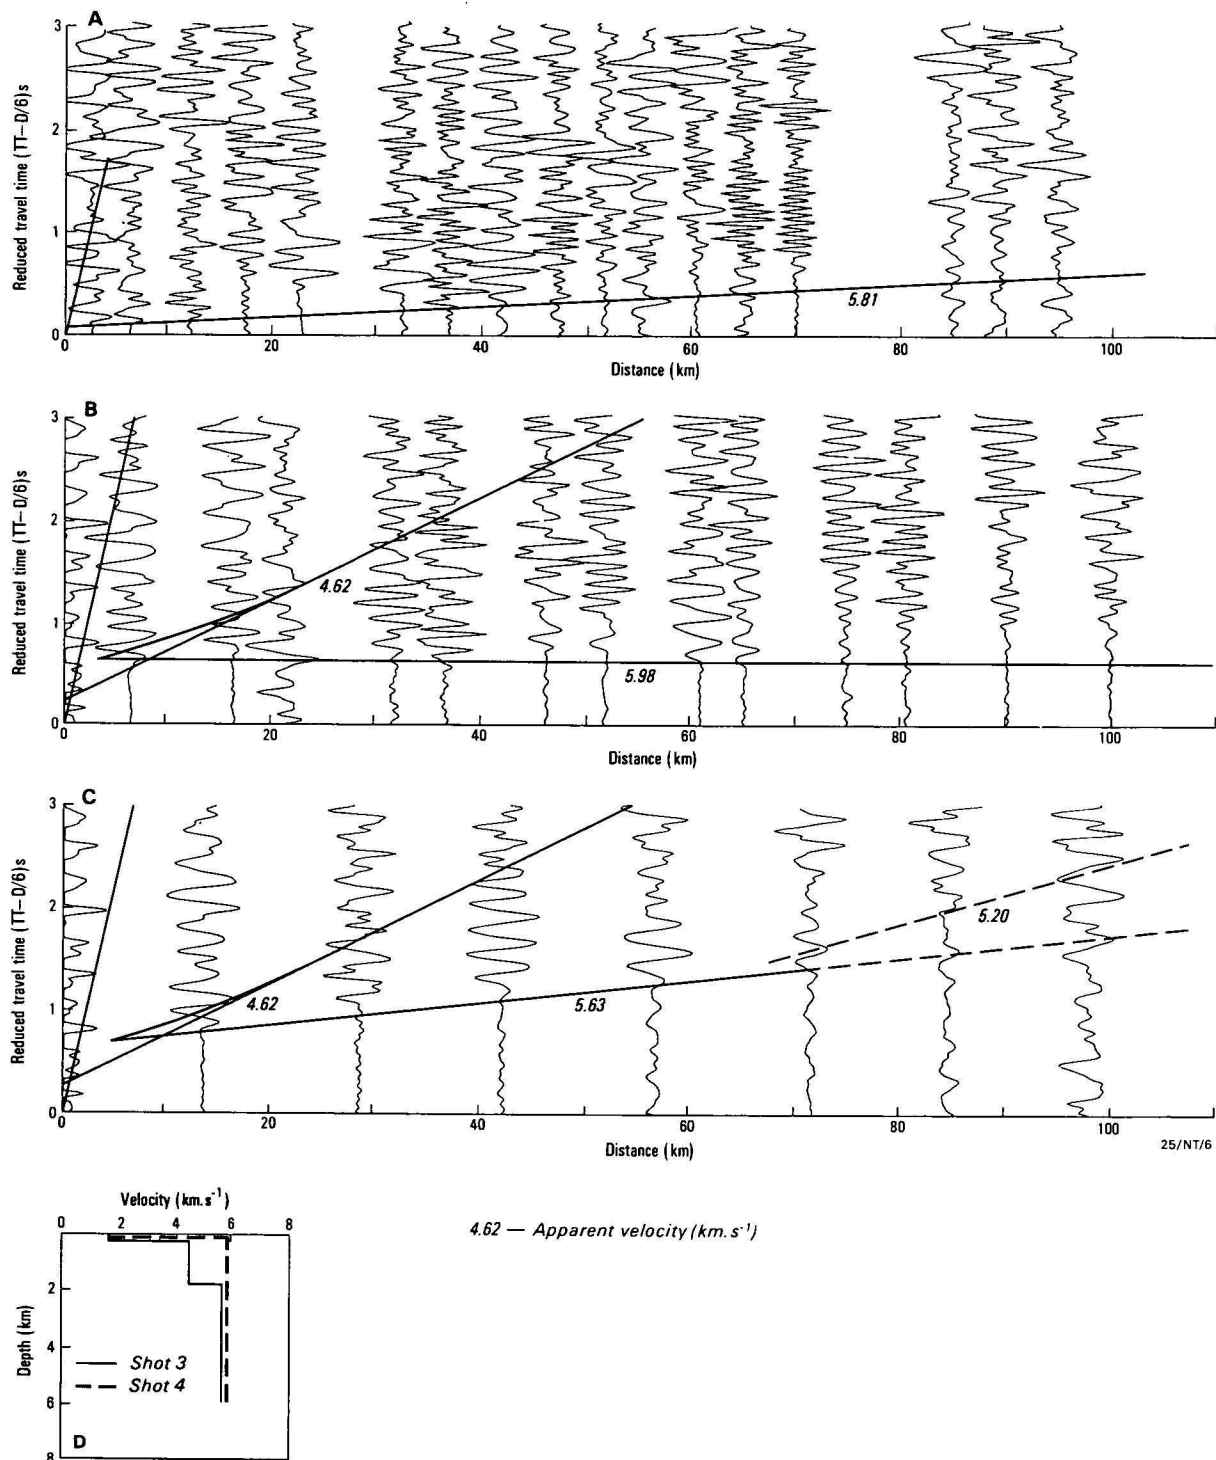 A
Reduced travel time (TT–D/6)s
3
2
1
0
5.81
0 20 40 60 80 100
Distance (km)
B
Reduced travel time (TT–D/6)s
3
2
1
0
4.62
5.98
0 20 40 60 80 100
Distance (km)
C
Reduced travel time (TT–D/6)s
3
2
1
0
4.62
5.63
5.20
0 20 40 60 80 100
Distance (km)
25/NT/6
Velocity (km.s⁻¹)
0 2 4 6 8
Depth (km)
2
4
6
8
Shot 3
Shot 4
D
4.62 — Apparent velocity (km.s⁻¹)